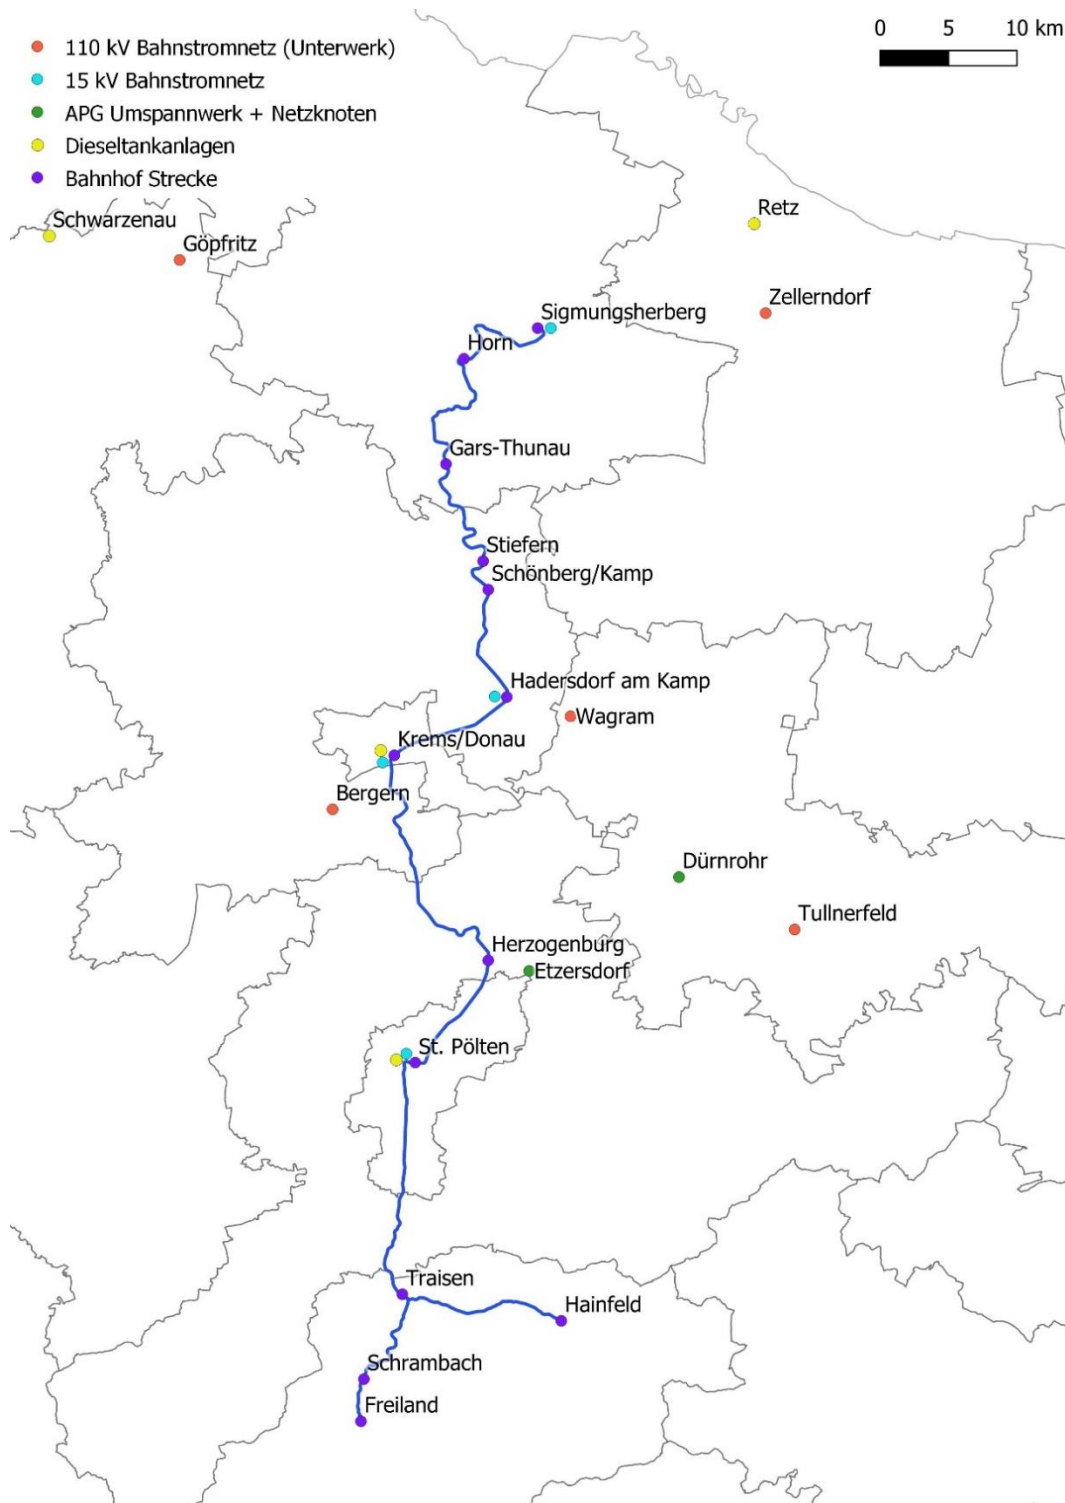 0 5 10 km
110 kV Bahnstromnetz (Unterwerk)
15 kV Bahnstromnetz
APG Umspannwerk + Netzknoten
Dieseltankanlagen
Bahnhof Strecke
Schwarzenau
Retz
Göpfritz
Zellerndorf
Sigmungsherberg
Horn
Gars-Thunau
Stiefern
Schönberg/Kamp
Hadersdorf am Kamp
Wagram
Krems/Donau
Bergern
Dürnrohr
Tullnerfeld
Herzogenburg
Etzersdorf
St. Pölten
Traisen
Hainfeld
Schrambach
Freiland